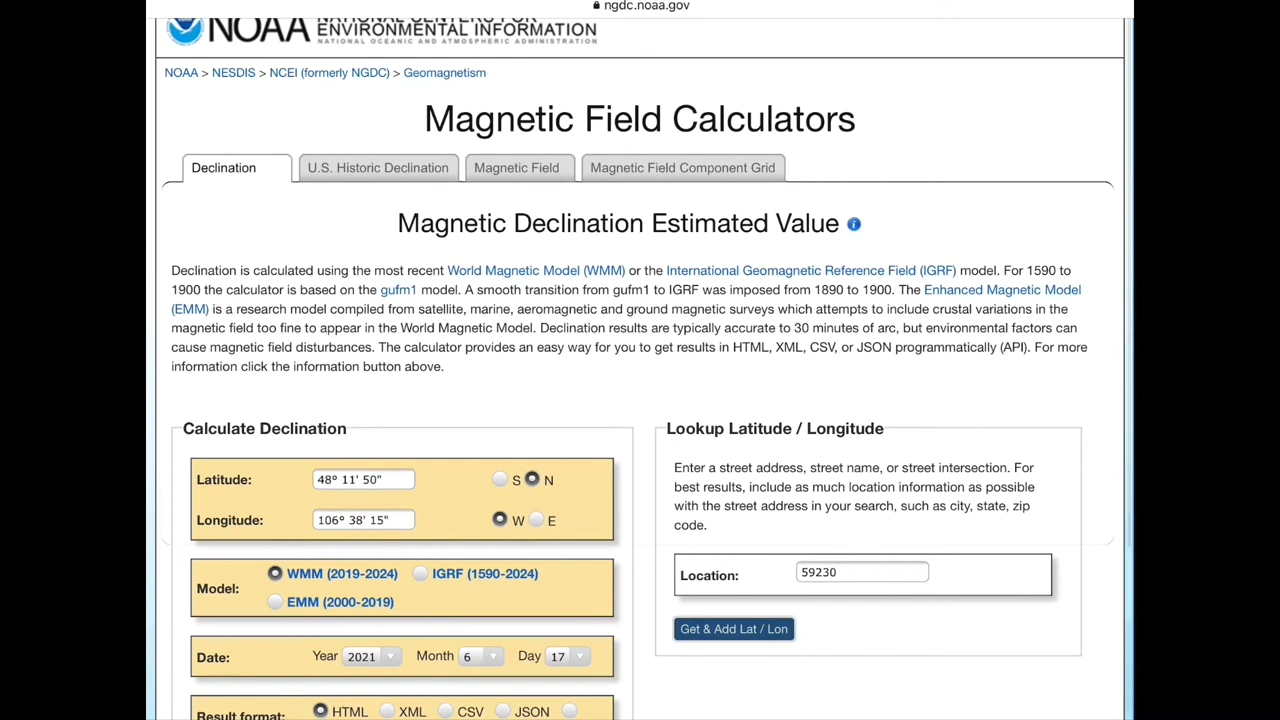 ngdc.noaa.gov
NOAA NATIONAL CENTERS FOR
ENVIRONMENTAL INFORMATION
NATIONAL OCEANIC AND ATMOSPHERIC ADMINISTRATION
NOAA > NESDIS > NCEI (formerly NGDC) > Geomagnetism
Magnetic Field Calculators
Declination U.S. Historic Declination Magnetic Field Magnetic Field Component Grid
Magnetic Declination Estimated Value i
Declination is calculated using the most recent World Magnetic Model (WMM) or the International Geomagnetic Reference Field (IGRF) model. For 1590 to
1900 the calculator is based on the gufm1 model. A smooth transition from gufm1 to IGRF was imposed from 1890 to 1900. The Enhanced Magnetic Model
(EMM) is a research model compiled from satellite, marine, aeromagnetic and ground magnetic surveys which attempts to include crustal variations in the
magnetic field too fine to appear in the World Magnetic Model. Declination results are typically accurate to 30 minutes of arc, but environmental factors can
cause magnetic field disturbances. The calculator provides an easy way for you to get results in HTML, XML, CSV, or JSON programmatically (API). For more
information click the information button above.
Calculate Declination
Latitude: 48° 11' 50" S N
Longitude: 106° 38' 15" W E
Model: WMM (2019-2024) IGRF (1590-2024)
EMM (2000-2019)
Date: Year 2021 Month 6 Day 17
Result format: HTML XML CSV JSON
Lookup Latitude / Longitude
Enter a street address, street name, or street intersection. For
best results, include as much location information as possible
with the street address in your search, such as city, state, zip
code.
Location: 59230
Get & Add Lat / Lon